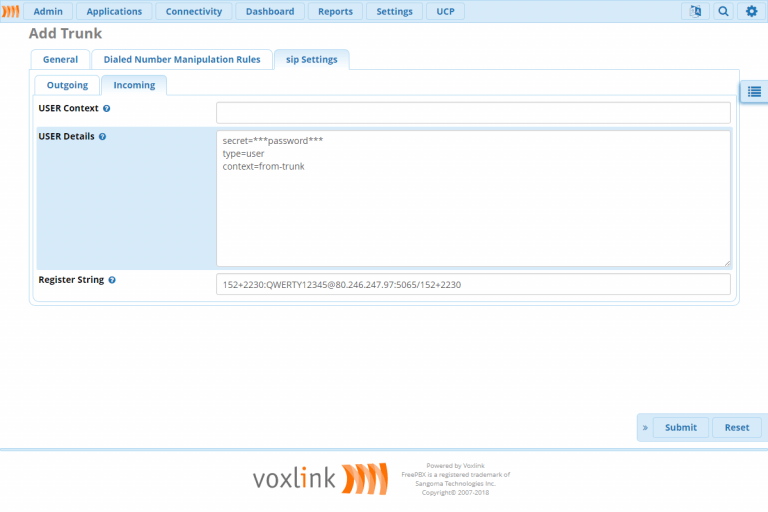 Admin Applications Connectivity Dashboard Reports Settings UCP
Add Trunk
General Dialed Number Manipulation Rules sip Settings
Outgoing Incoming
USER Context
USER Details
secret=***password***
type=user
context=from-trunk
Register String
152+2230:QWERTY12345@80.246.247.97:5065/152+2230
» Submit Reset
voxlink
Powered by Voxlink
FreePBX is a registered trademark of
Sangoma Technologies Inc.
Copyright© 2007-2018